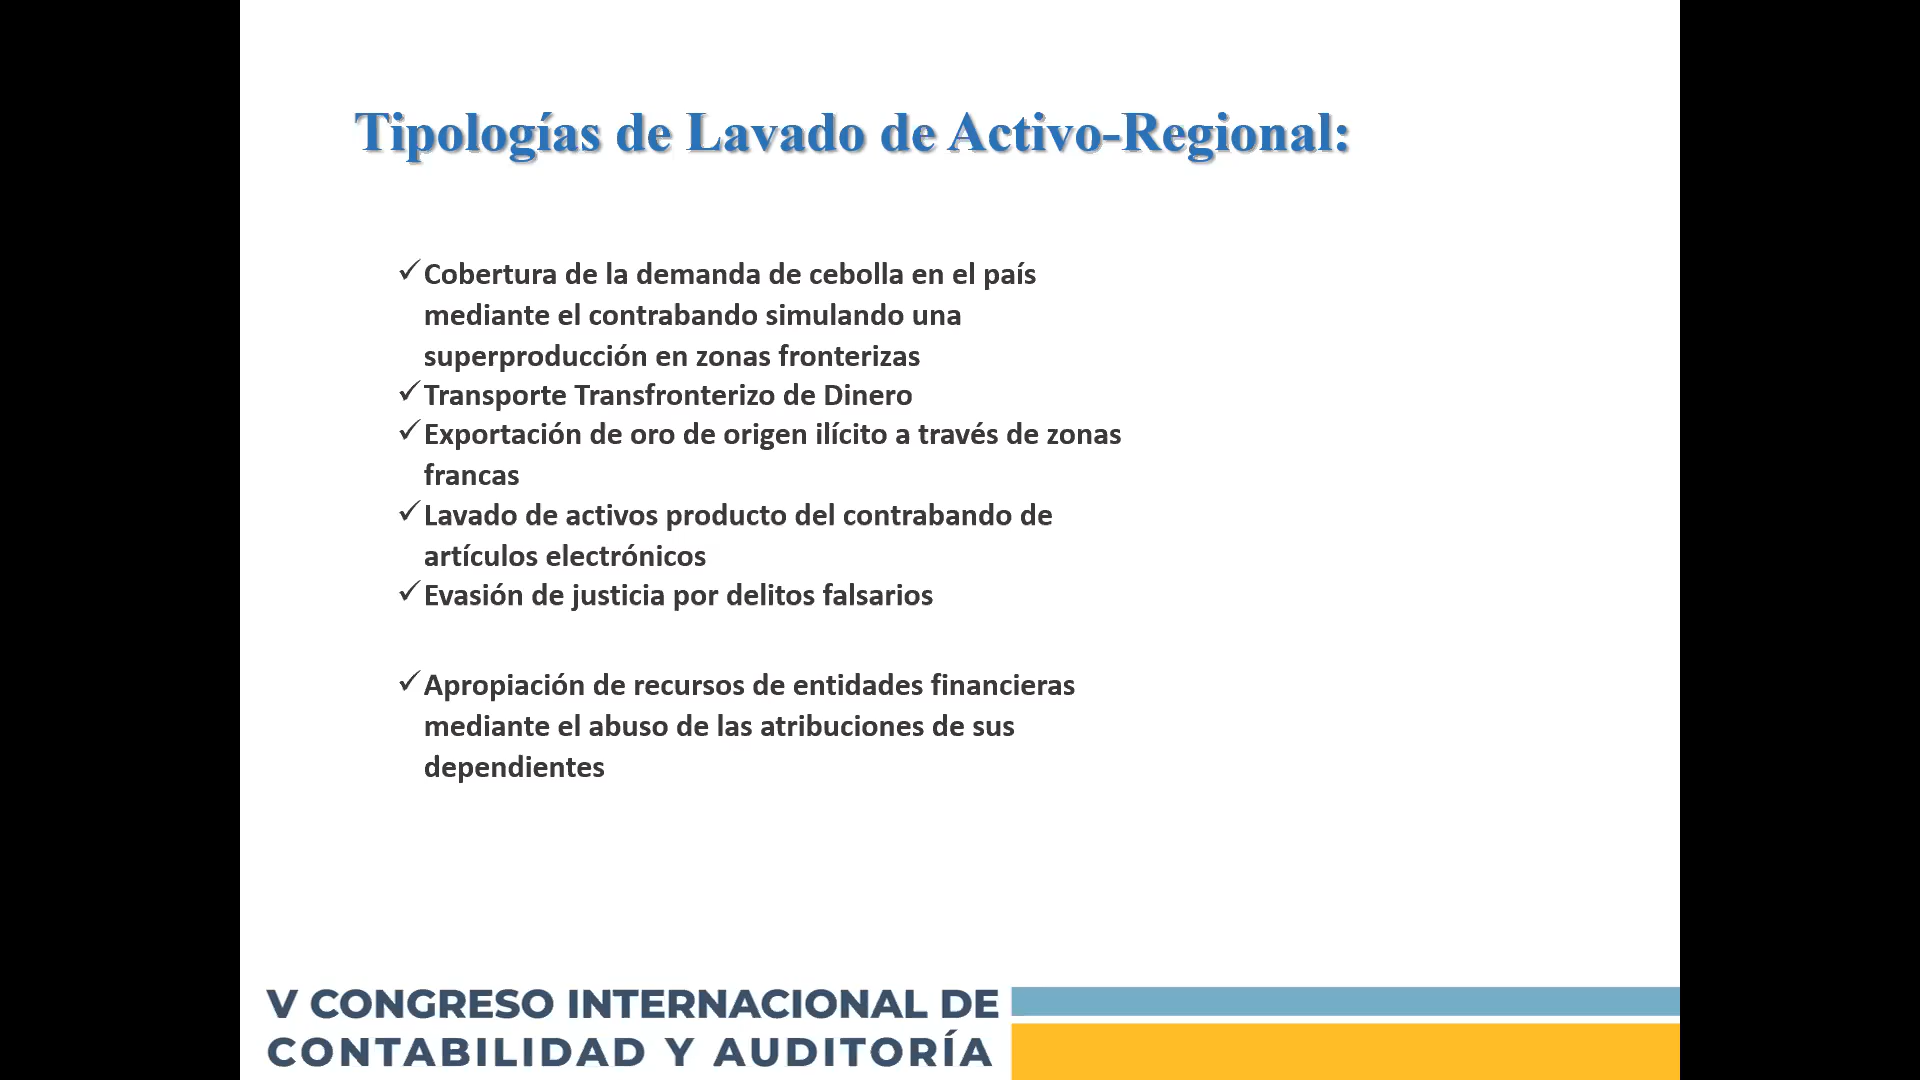 Tipologías de Lavado de Activo-Regional:
✓Cobertura de la demanda de cebolla en el país
mediante el contrabando simulando una
superproducción en zonas fronterizas
✓Transporte Transfronterizo de Dinero
✓Exportación de oro de origen ilícito a través de zonas
francas
✓Lavado de activos producto del contrabando de
artículos electrónicos
✓Evasión de justicia por delitos falsarios
✓Apropiación de recursos de entidades financieras
mediante el abuso de las atribuciones de sus
dependientes
V CONGRESO INTERNACIONAL DE
CONTABILIDAD Y AUDITORÍA